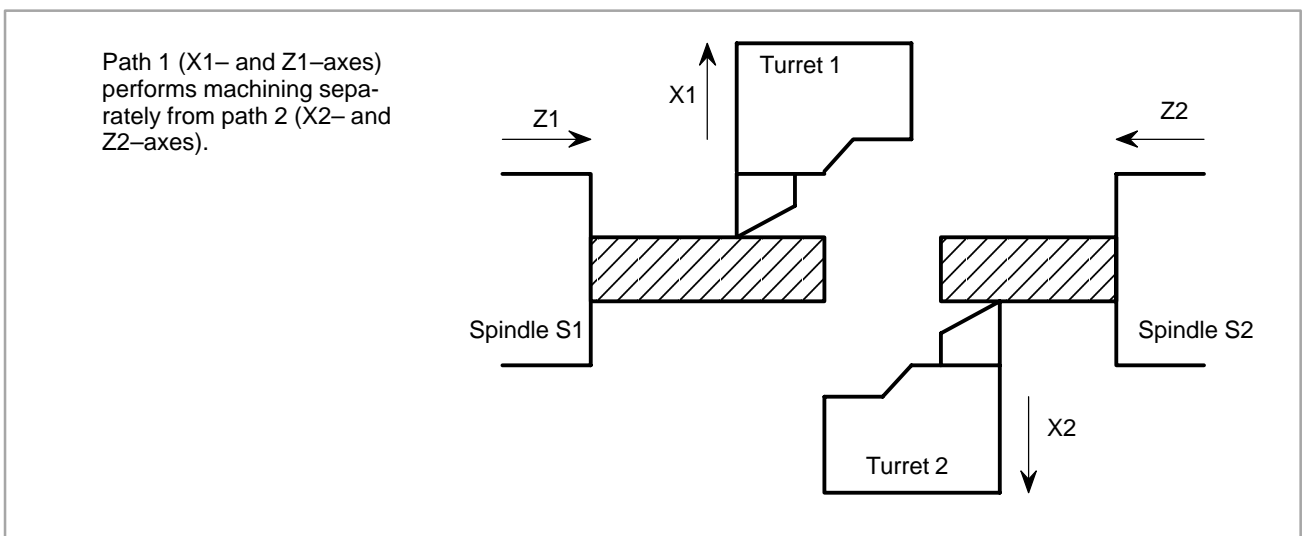 Path 1 (X1– and Z1–axes)
performs machining sepa-
rately from path 2 (X2– and
Z2–axes).
Turret 1
X1
Z1
Z2
Spindle S1
Spindle S2
X2
Turret 2